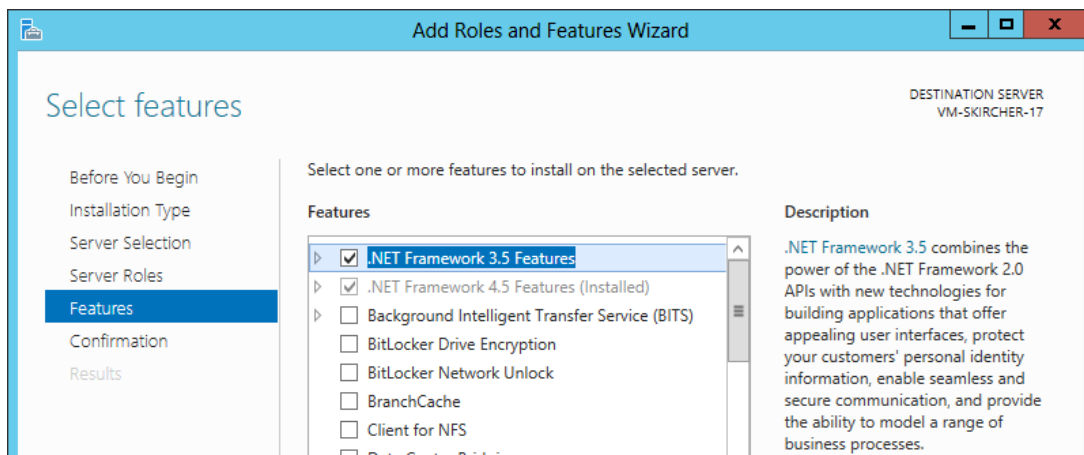 Add Roles and Features Wizard
Select features
DESTINATION SERVER
VM-SKIRCHER-17
Before You Begin
Installation Type
Server Selection
Server Roles
Features
Confirmation
Results
Select one or more features to install on the selected server.
Features
.NET Framework 3.5 Features
.NET Framework 4.5 Features (Installed)
Background Intelligent Transfer Service (BITS)
BitLocker Drive Encryption
BitLocker Network Unlock
BranchCache
Client for NFS
Description
.NET Framework 3.5 combines the
power of the .NET Framework 2.0
APIs with new technologies for
building applications that offer
appealing user interfaces, protect
your customers' personal identity
information, enable seamless and
secure communication, and provide
the ability to model a range of
business processes.